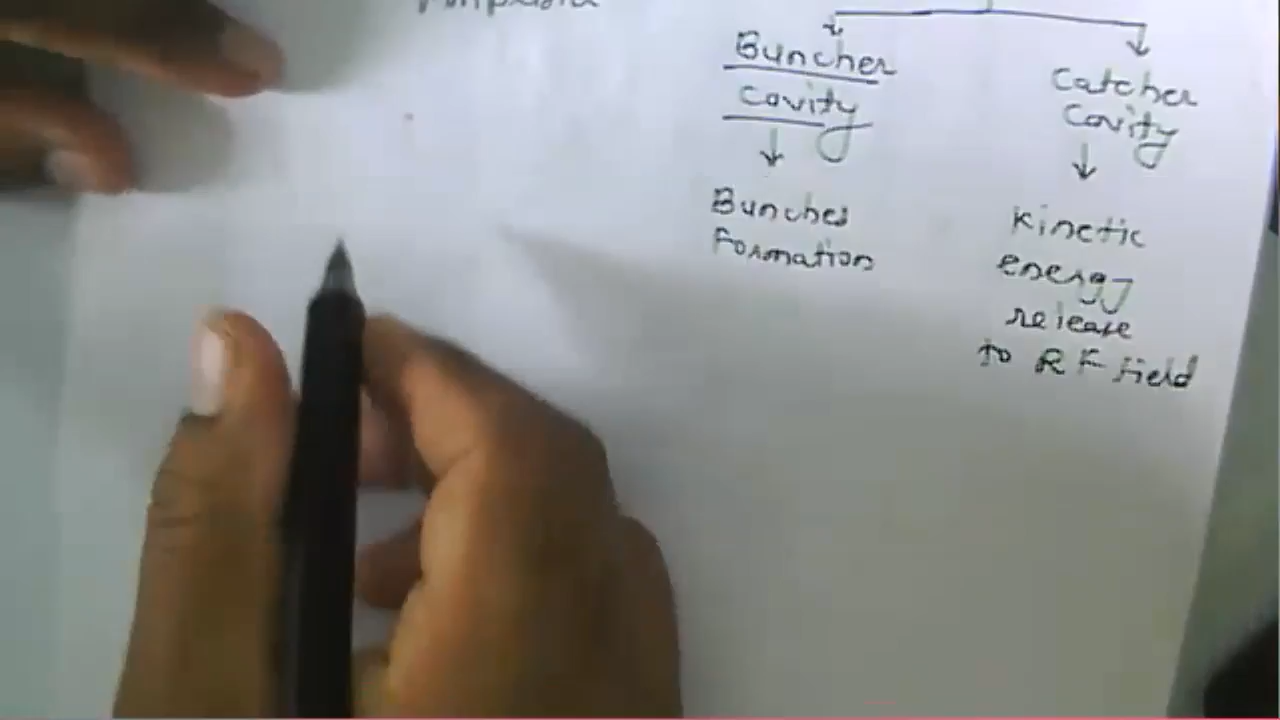 Buncher
Cavity
Bunches
Formation
Catcher
Cavity
Kinetic
energy
release
to RF field